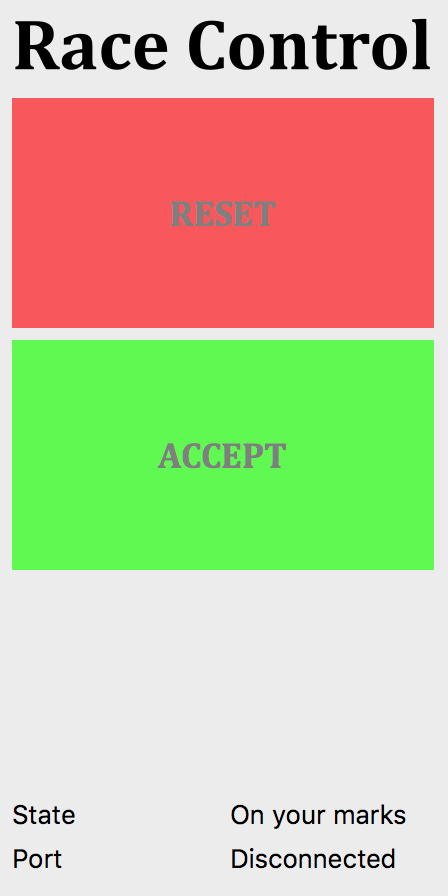 Race Control
RESET
ACCEPT
State On your marks
Port Disconnected